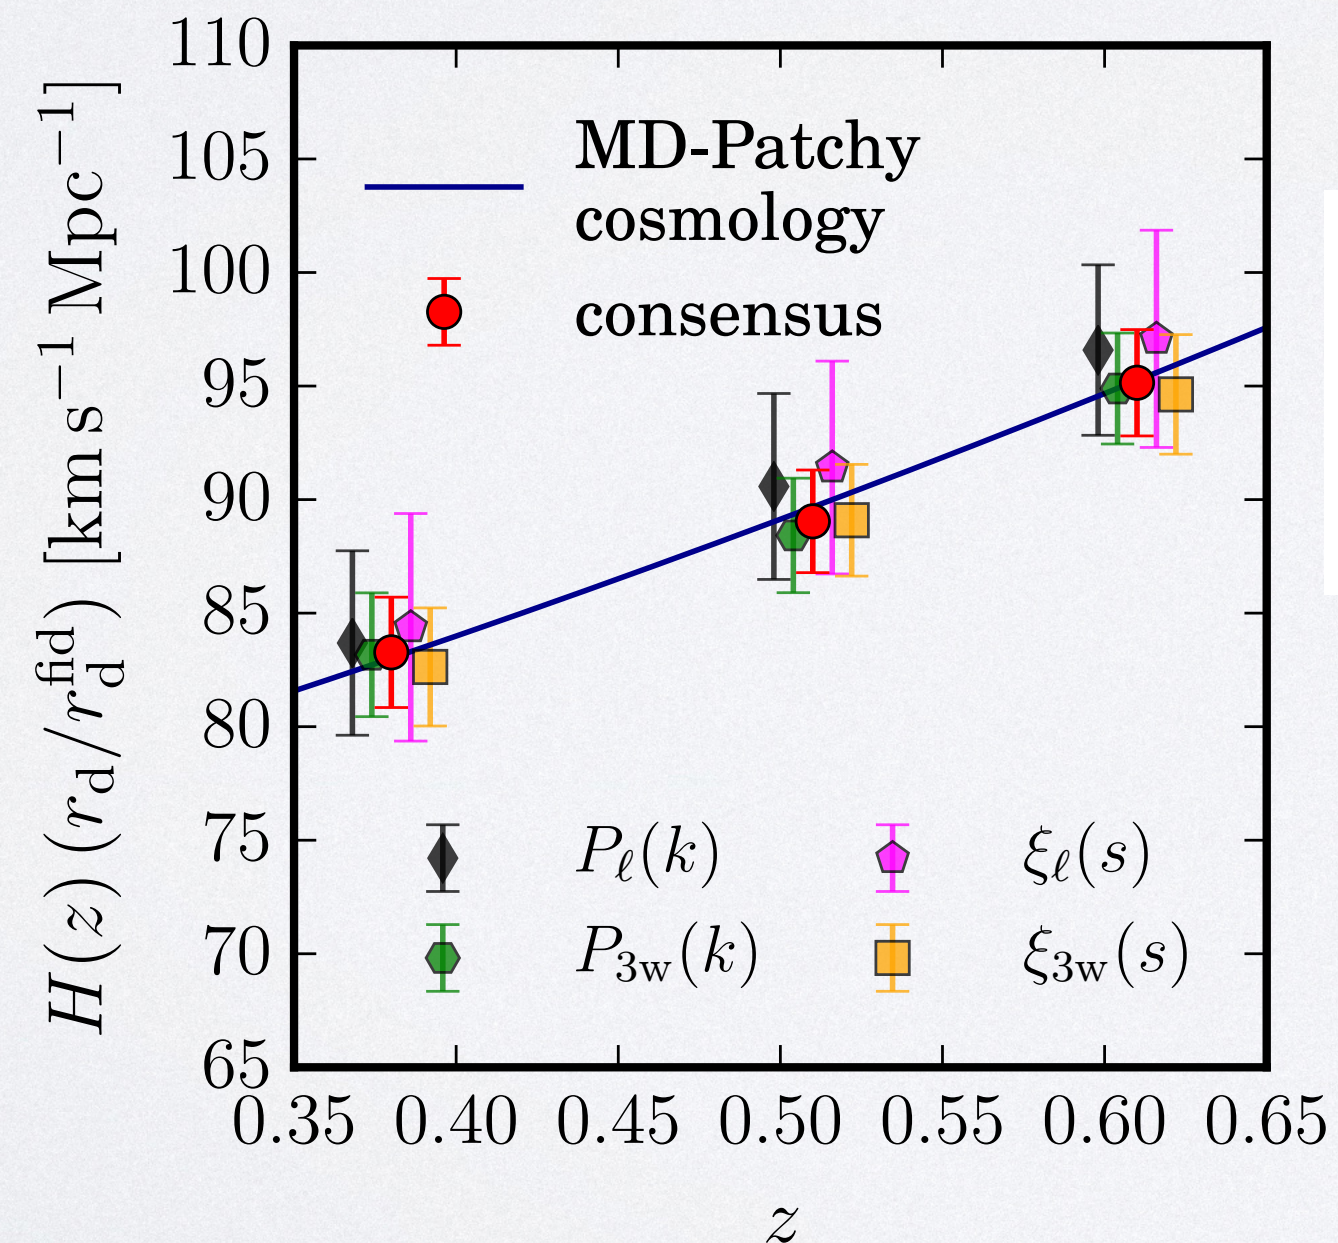 110
105
100
95
90
85
80
75
70
65
H(z) (r_d/r_d^fid) [km s^−1 Mpc^−1]
MD-Patchy
cosmology
consensus
P_ℓ(k)
ξ_ℓ(s)
P_3w(k)
ξ_3w(s)
0.35 0.40 0.45 0.50 0.55 0.60 0.65
z